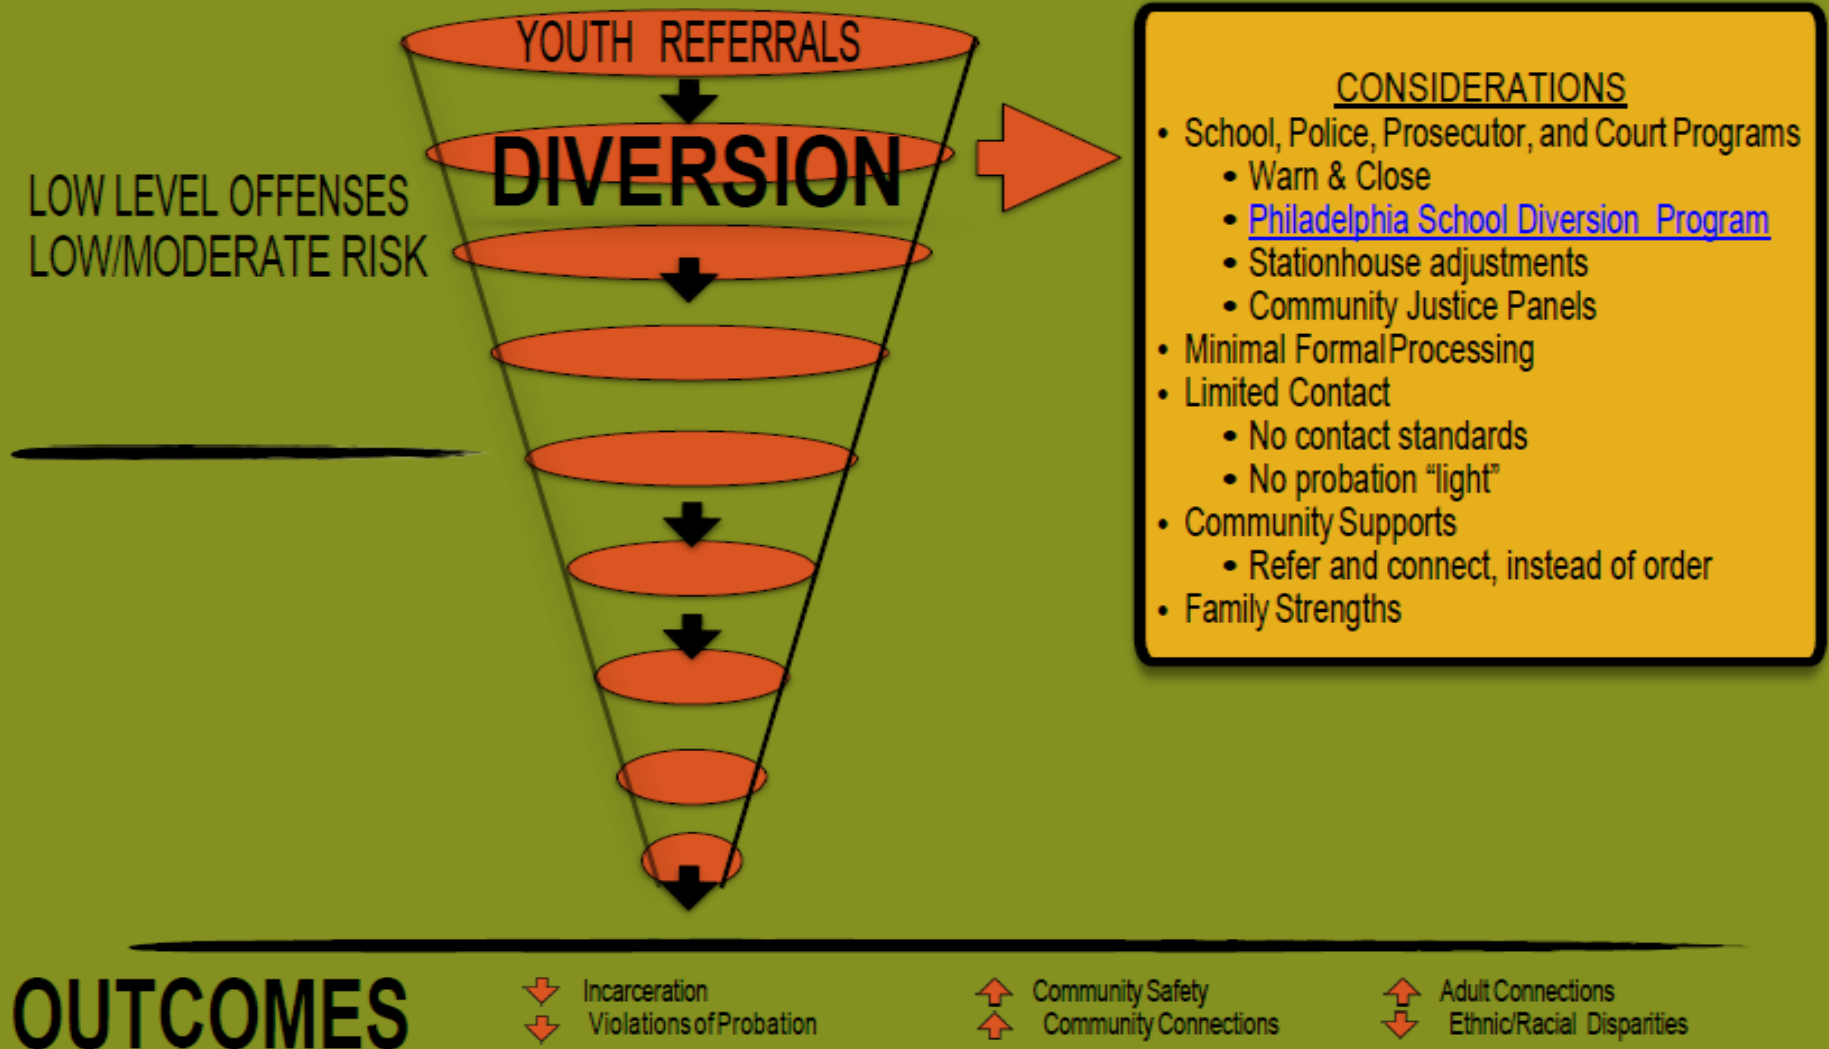 YOUTH REFERRALS
DIVERSION
LOW LEVEL OFFENSES
LOW/MODERATE RISK
CONSIDERATIONS
• School, Police, Prosecutor, and Court Programs
• Warn & Close
• Philadelphia School Diversion Program
• Stationhouse adjustments
• Community Justice Panels
• Minimal Formal Processing
• Limited Contact
• No contact standards
• No probation “light”
• Community Supports
• Refer and connect, instead of order
• Family Strengths
OUTCOMES
Incarceration
Violations of Probation
Community Safety
Community Connections
Adult Connections
Ethnic/Racial Disparities